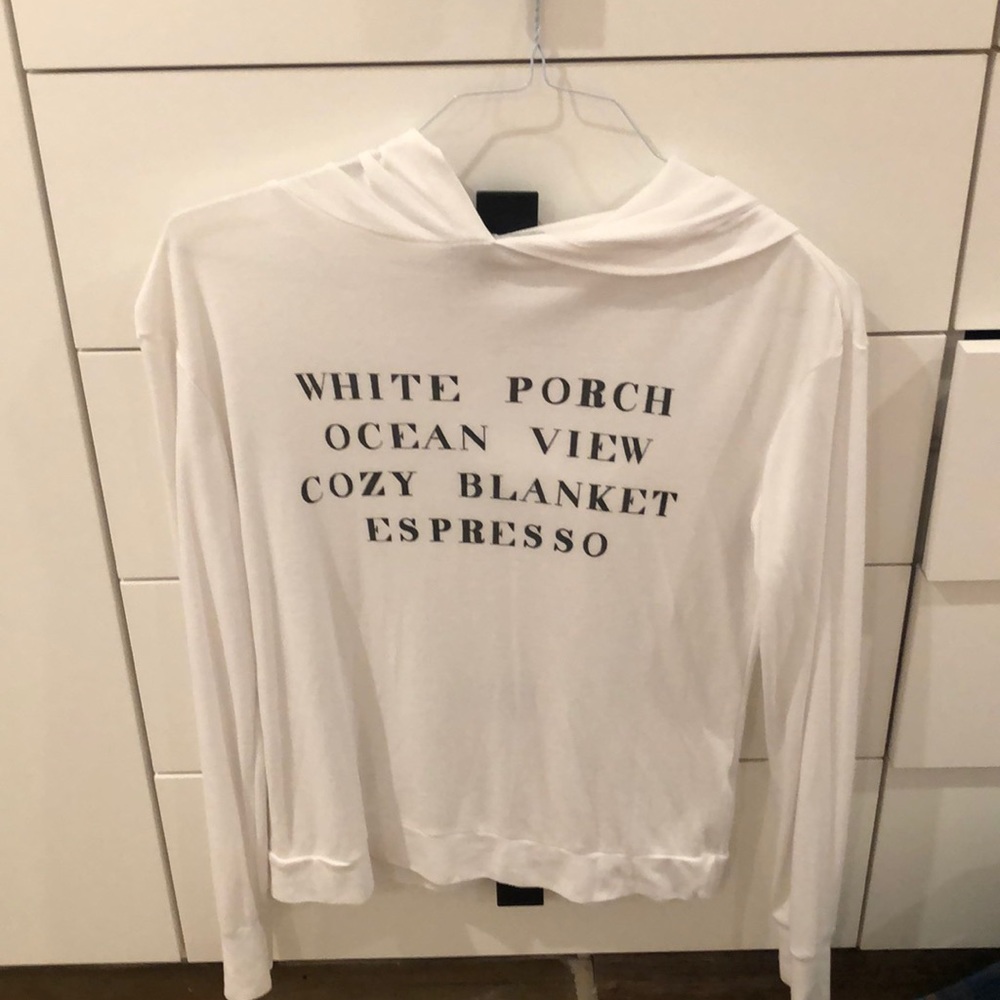 WHITE PORCH
OCEAN VIEW
COZY BLANKET
ESPRESSO